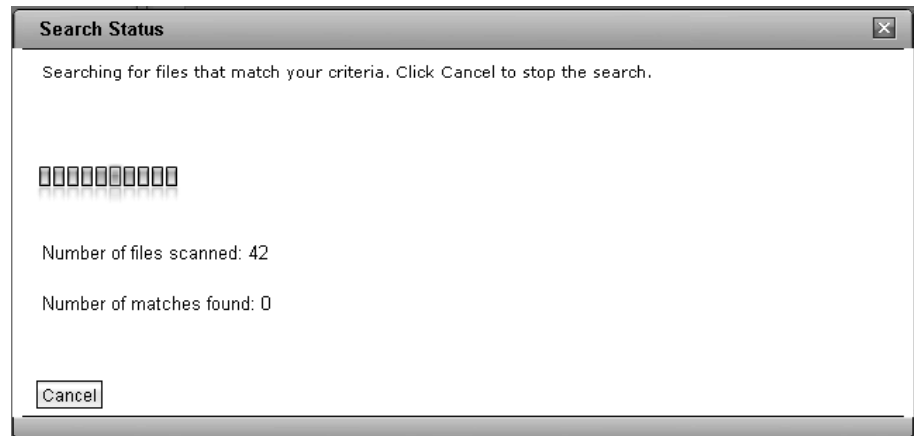 Search Status
Searching for files that match your criteria. Click Cancel to stop the search.
Number of files scanned: 42
Number of matches found: 0
Cancel